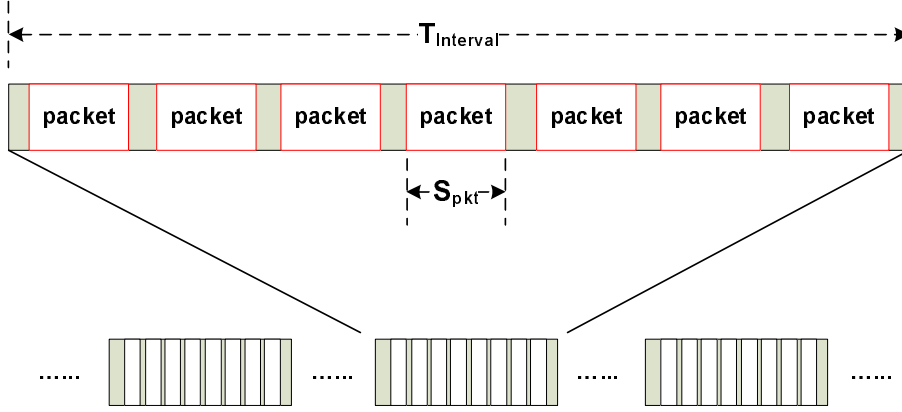 T_Interval
packet packet packet packet packet packet packet
S_pkt
...... ...... ...... ......